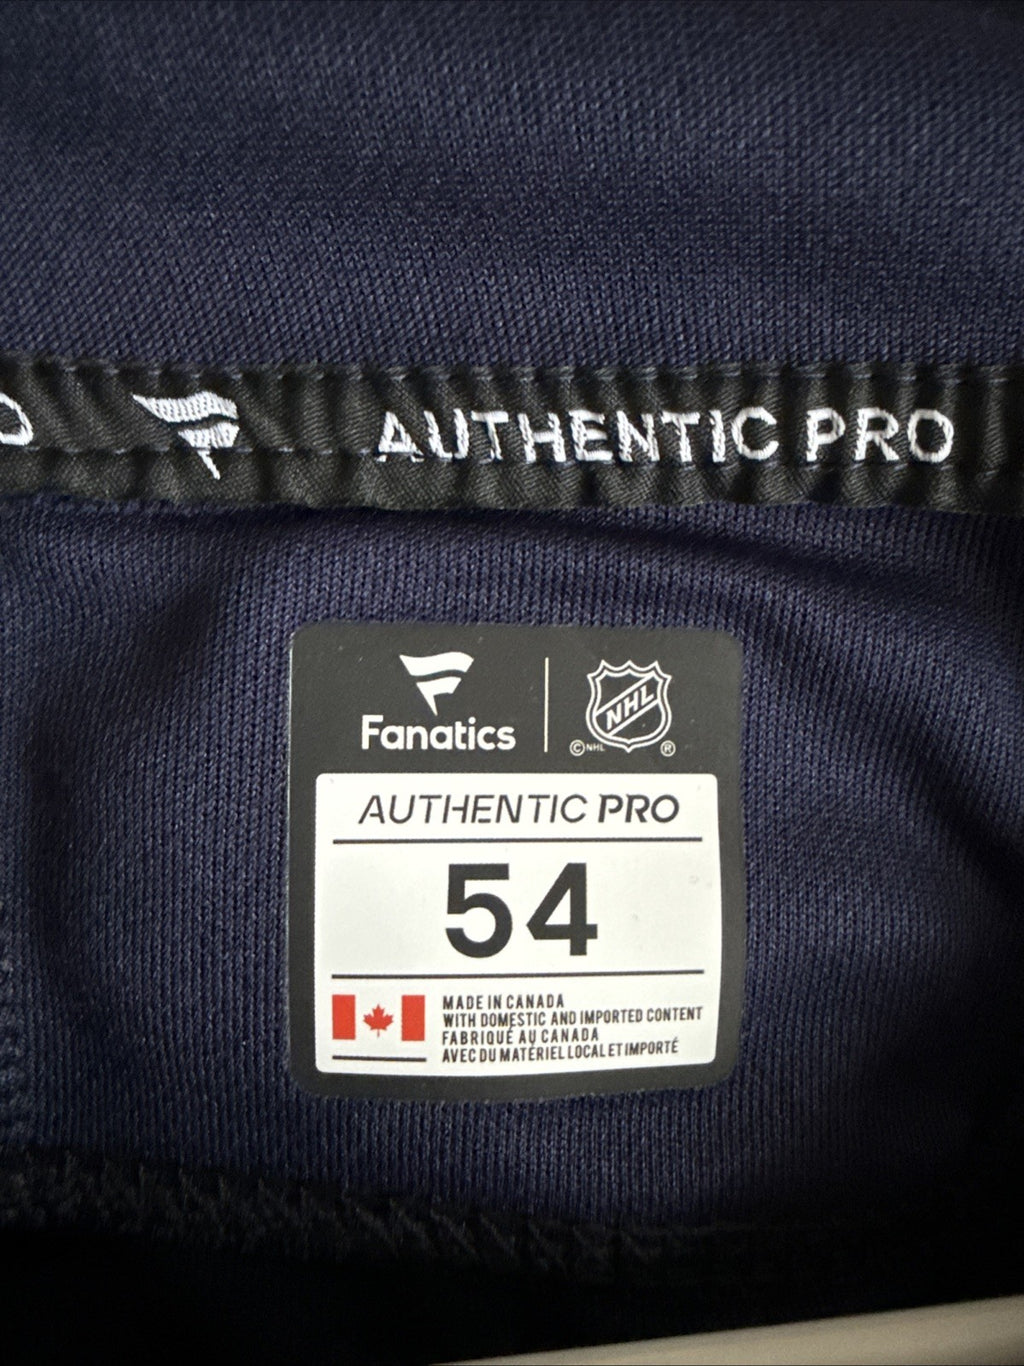 O AUTHENTIC PRO
Fanatics
NHL
©NHL ®
AUTHENTIC PRO
54
MADE IN CANADA
WITH DOMESTIC AND IMPORTED CONTENT
FABRIQUÉ AU CANADA
AVEC DU MATÉRIEL LOCAL ET IMPORTÉ